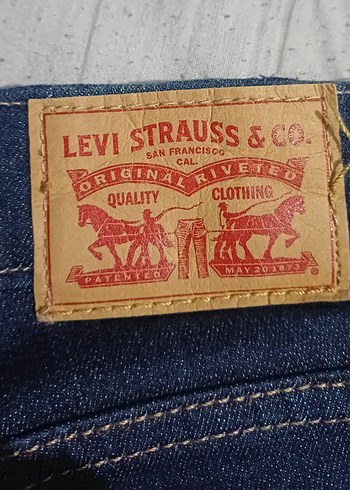 LEVI STRAUSS & CO.
SAN FRANCISCO
CAL.
ORIGINAL RIVETED
QUALITY CLOTHING
PATENTED MAY 20 1873
®